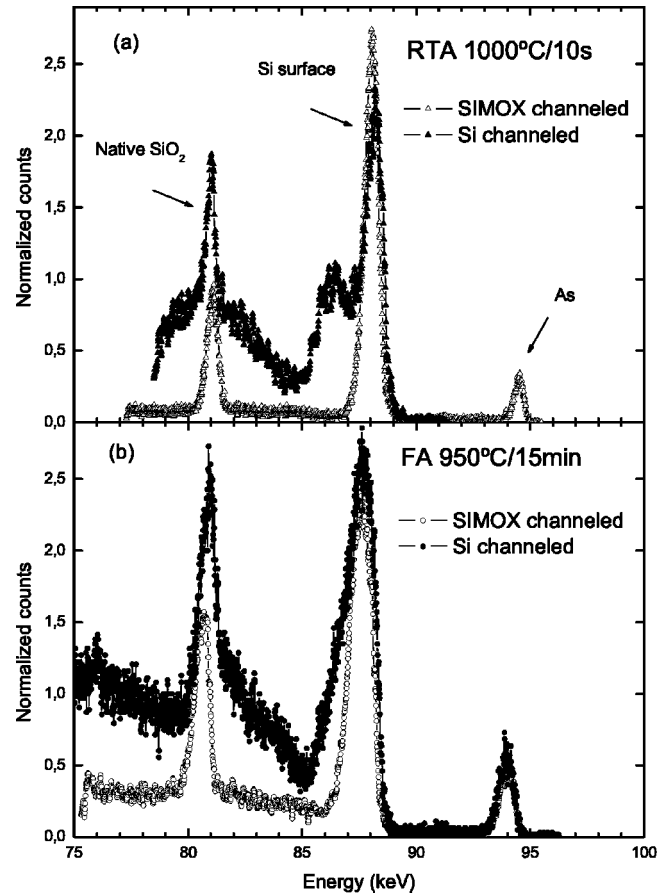 (a)
RTA 1000ºC/10s
Si surface
—△— SIMOX channeled
—▲— Si channeled
Native SiO₂
As
Normalized counts
2,5
2,0
1,5
1,0
0,5
0,0
(b)
FA 950ºC/15min
—○— SIMOX channeled
—●— Si channeled
Normalized counts
2,5
2,0
1,5
1,0
0,5
0,0
75 80 85 90 95 100
Energy (keV)